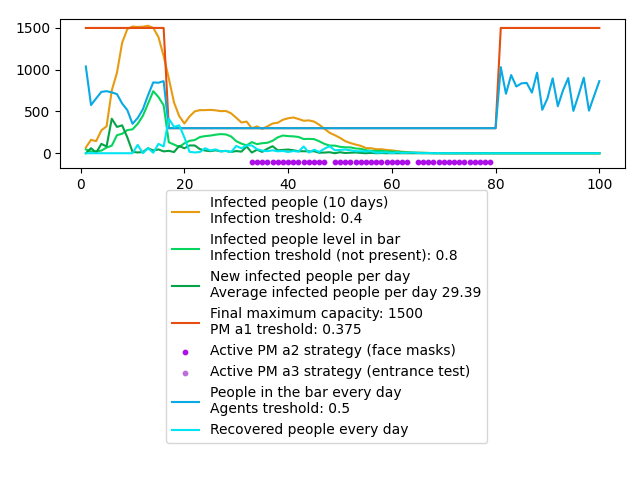 1500
1000
500
0
0
20
40
60
80
100
Infected people (10 days)
Infection treshold: 0.4
Infected people level in bar
Infection treshold (not present): 0.8
New infected people per day
Average infected people per day 29.39
Final maximum capacity: 1500
PM a1 treshold: 0.375
Active PM a2 strategy (face masks)
Active PM a3 strategy (entrance test)
People in the bar every day
Agents treshold: 0.5
Recovered people every day